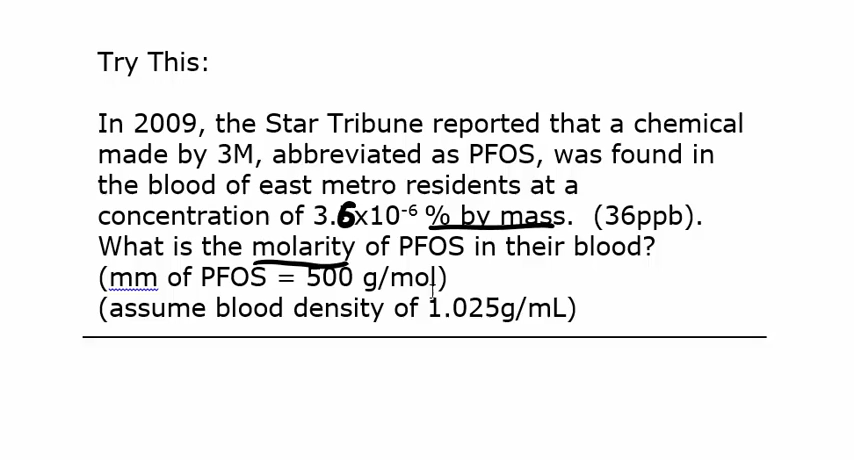 Try This:
In 2009, the Star Tribune reported that a chemical
made by 3M, abbreviated as PFOS, was found in
the blood of east metro residents at a
concentration of 3.6x10-6 % by mass. (36ppb).
What is the molarity of PFOS in their blood?
(mm of PFOS = 500 g/mol)
(assume blood density of 1.025g/mL)